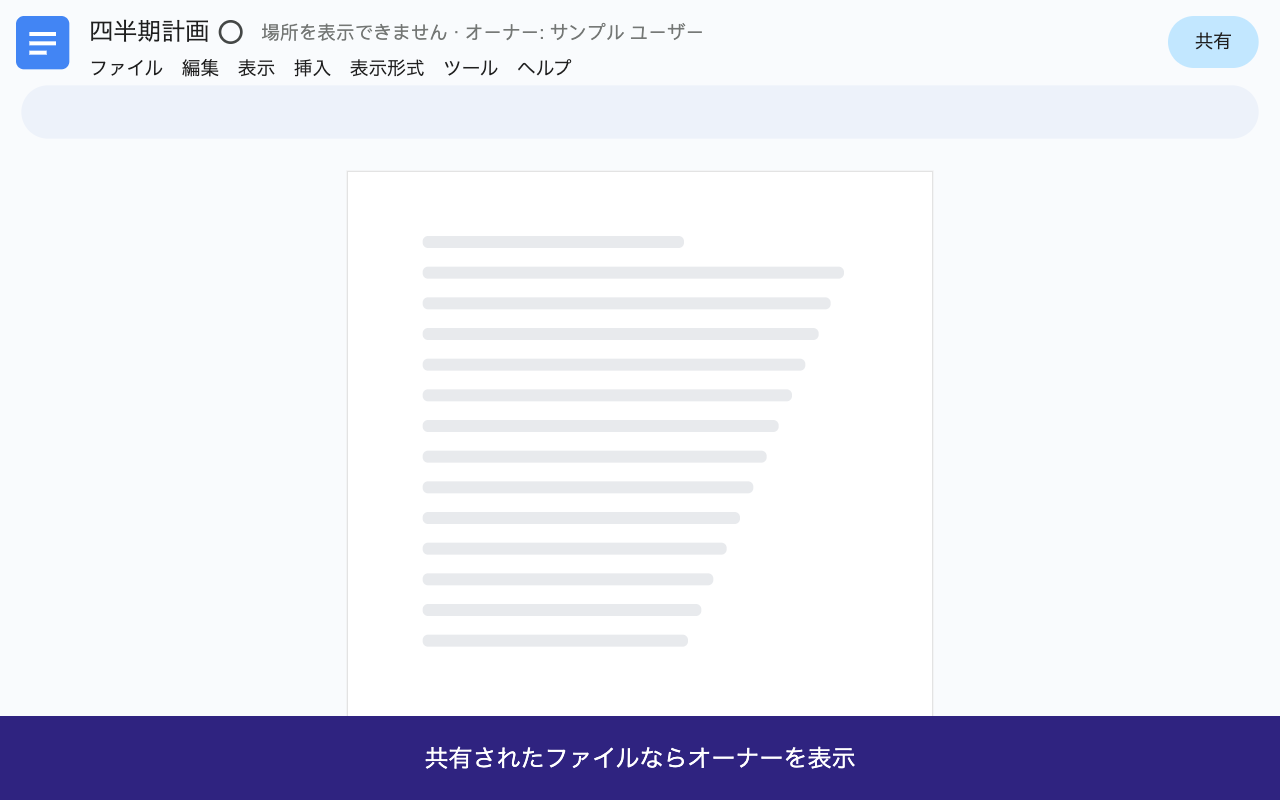 四半期計画 場所を表示できません · オーナー: サンプル ユーザー
共有
ファイル 編集 表示 挿入 表示形式 ツール ヘルプ
共有されたファイルならオーナーを表示